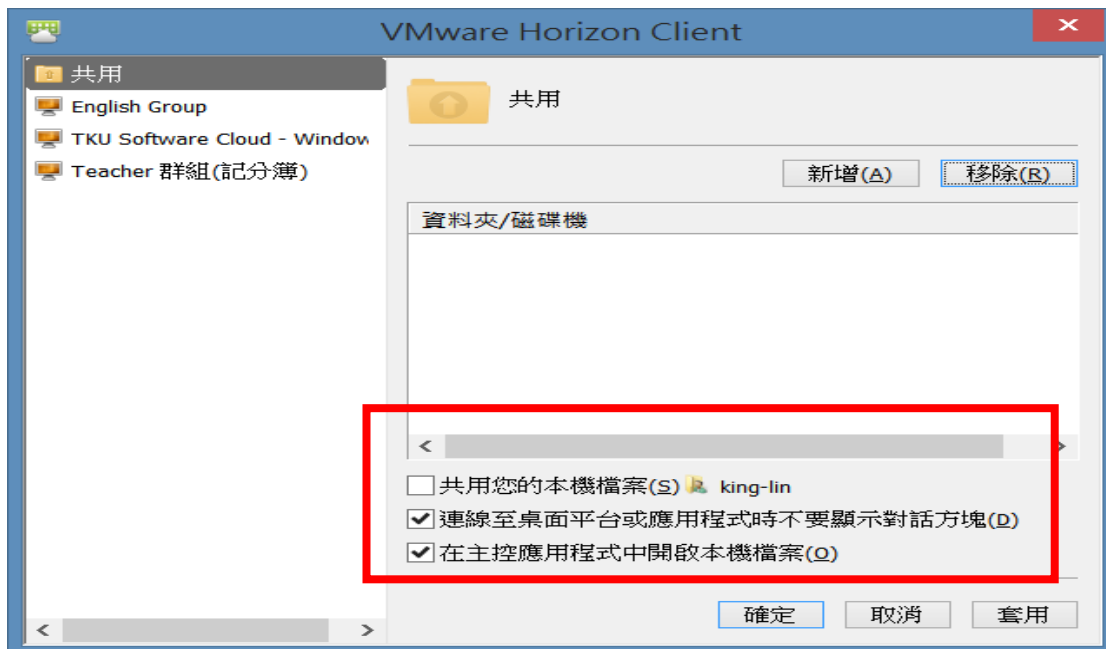 VMware Horizon Client
共用
English Group
TKU Software Cloud - Window
Teacher 群組(記分簿)
共用
新增(A) 移除(R)
資料夾/磁碟機
共用您的本機檔案(S) king-lin
連線至桌面平台或應用程式時不要顯示對話方塊(D)
在主控應用程式中開啟本機檔案(O)
確定 取消 套用